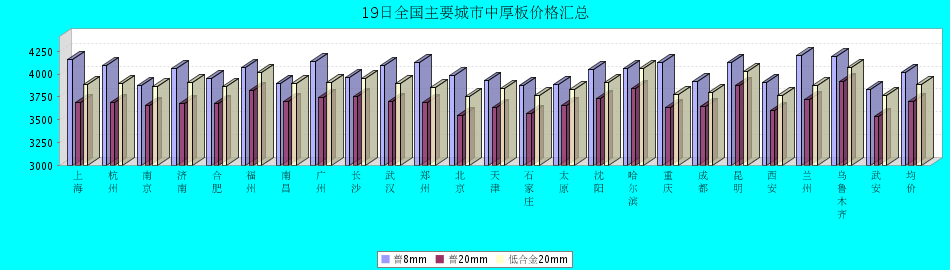 19日全国主要城市中厚板价格汇总
4250
4000
3750
3500
3250
3000
上海
杭州
南京
济南
合肥
福州
南昌
广州
长沙
武汉
郑州
北京
天津
石家庄
太原
沈阳
哈尔滨
重庆
成都
昆明
西安
兰州
乌鲁木齐
武安
均价
普8mm 普20mm 低合金20mm